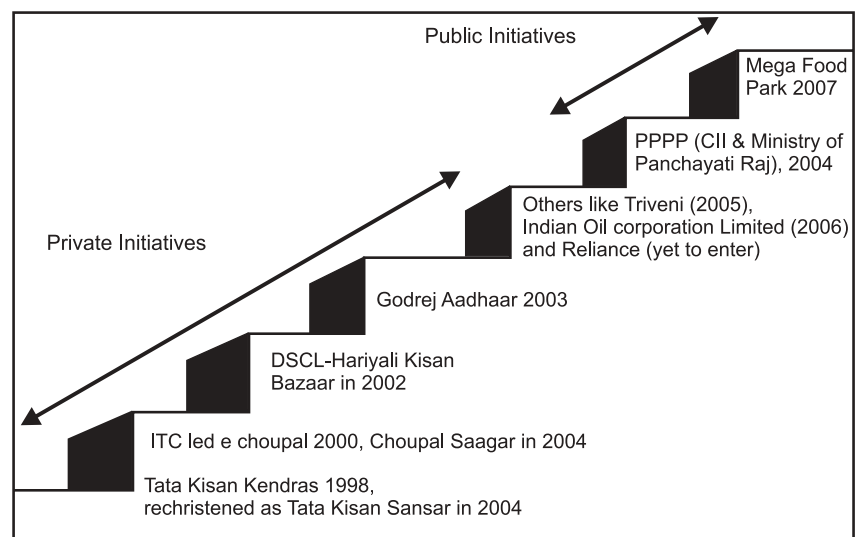 Public Initiatives
Mega Food
Park 2007
PPPP (CII & Ministry of
Panchayati Raj), 2004
Others like Triveni (2005),
Indian Oil corporation Limited (2006)
and Reliance (yet to enter)
Private Initiatives
Godrej Aadhaar 2003
DSCL-Hariyali Kisan
Bazaar in 2002
ITC led e choupal 2000, Choupal Saagar in 2004
Tata Kisan Kendras 1998,
rechristened as Tata Kisan Sansar in 2004